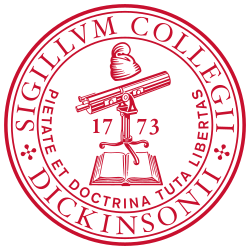 SIGILLVM COLLEGII
DICKINSONII
PIETATE ET DOCTRINA TUTA LIBERTAS
17 73